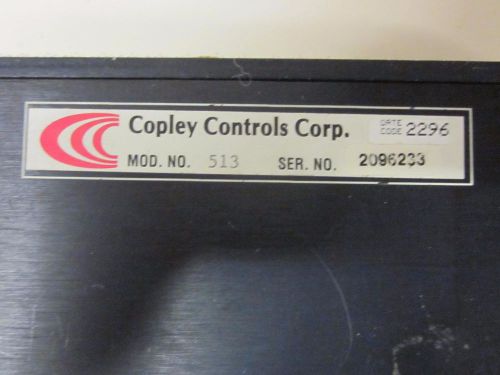 Copley Controls Corp. DATE CODE 2296
MOD. NO. 513 SER. NO. 2096233